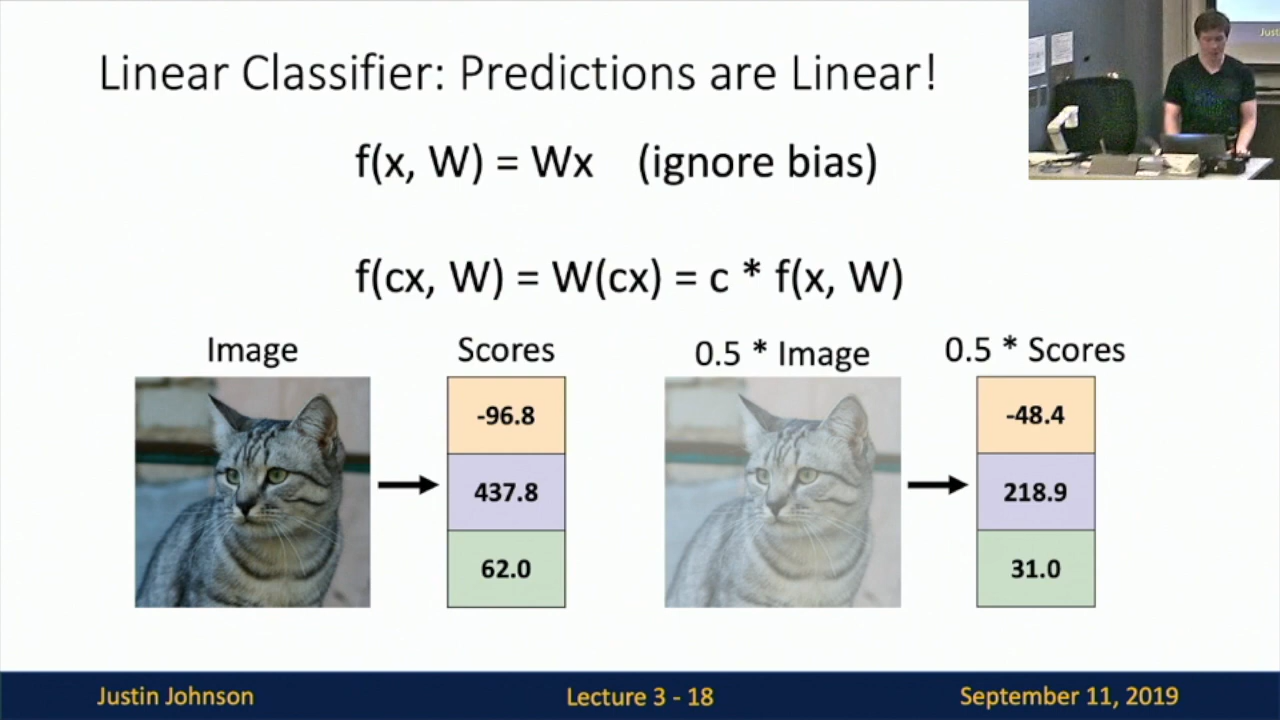 Linear Classifier: Predictions are Linear!
f(x, W) = Wx (ignore bias)
f(cx, W) = W(cx) = c * f(x, W)
Image Scores 0.5 * Image 0.5 * Scores
-96.8 -48.4
437.8 218.9
62.0 31.0
Justin Johnson Lecture 3 - 18 September 11, 2019
Just